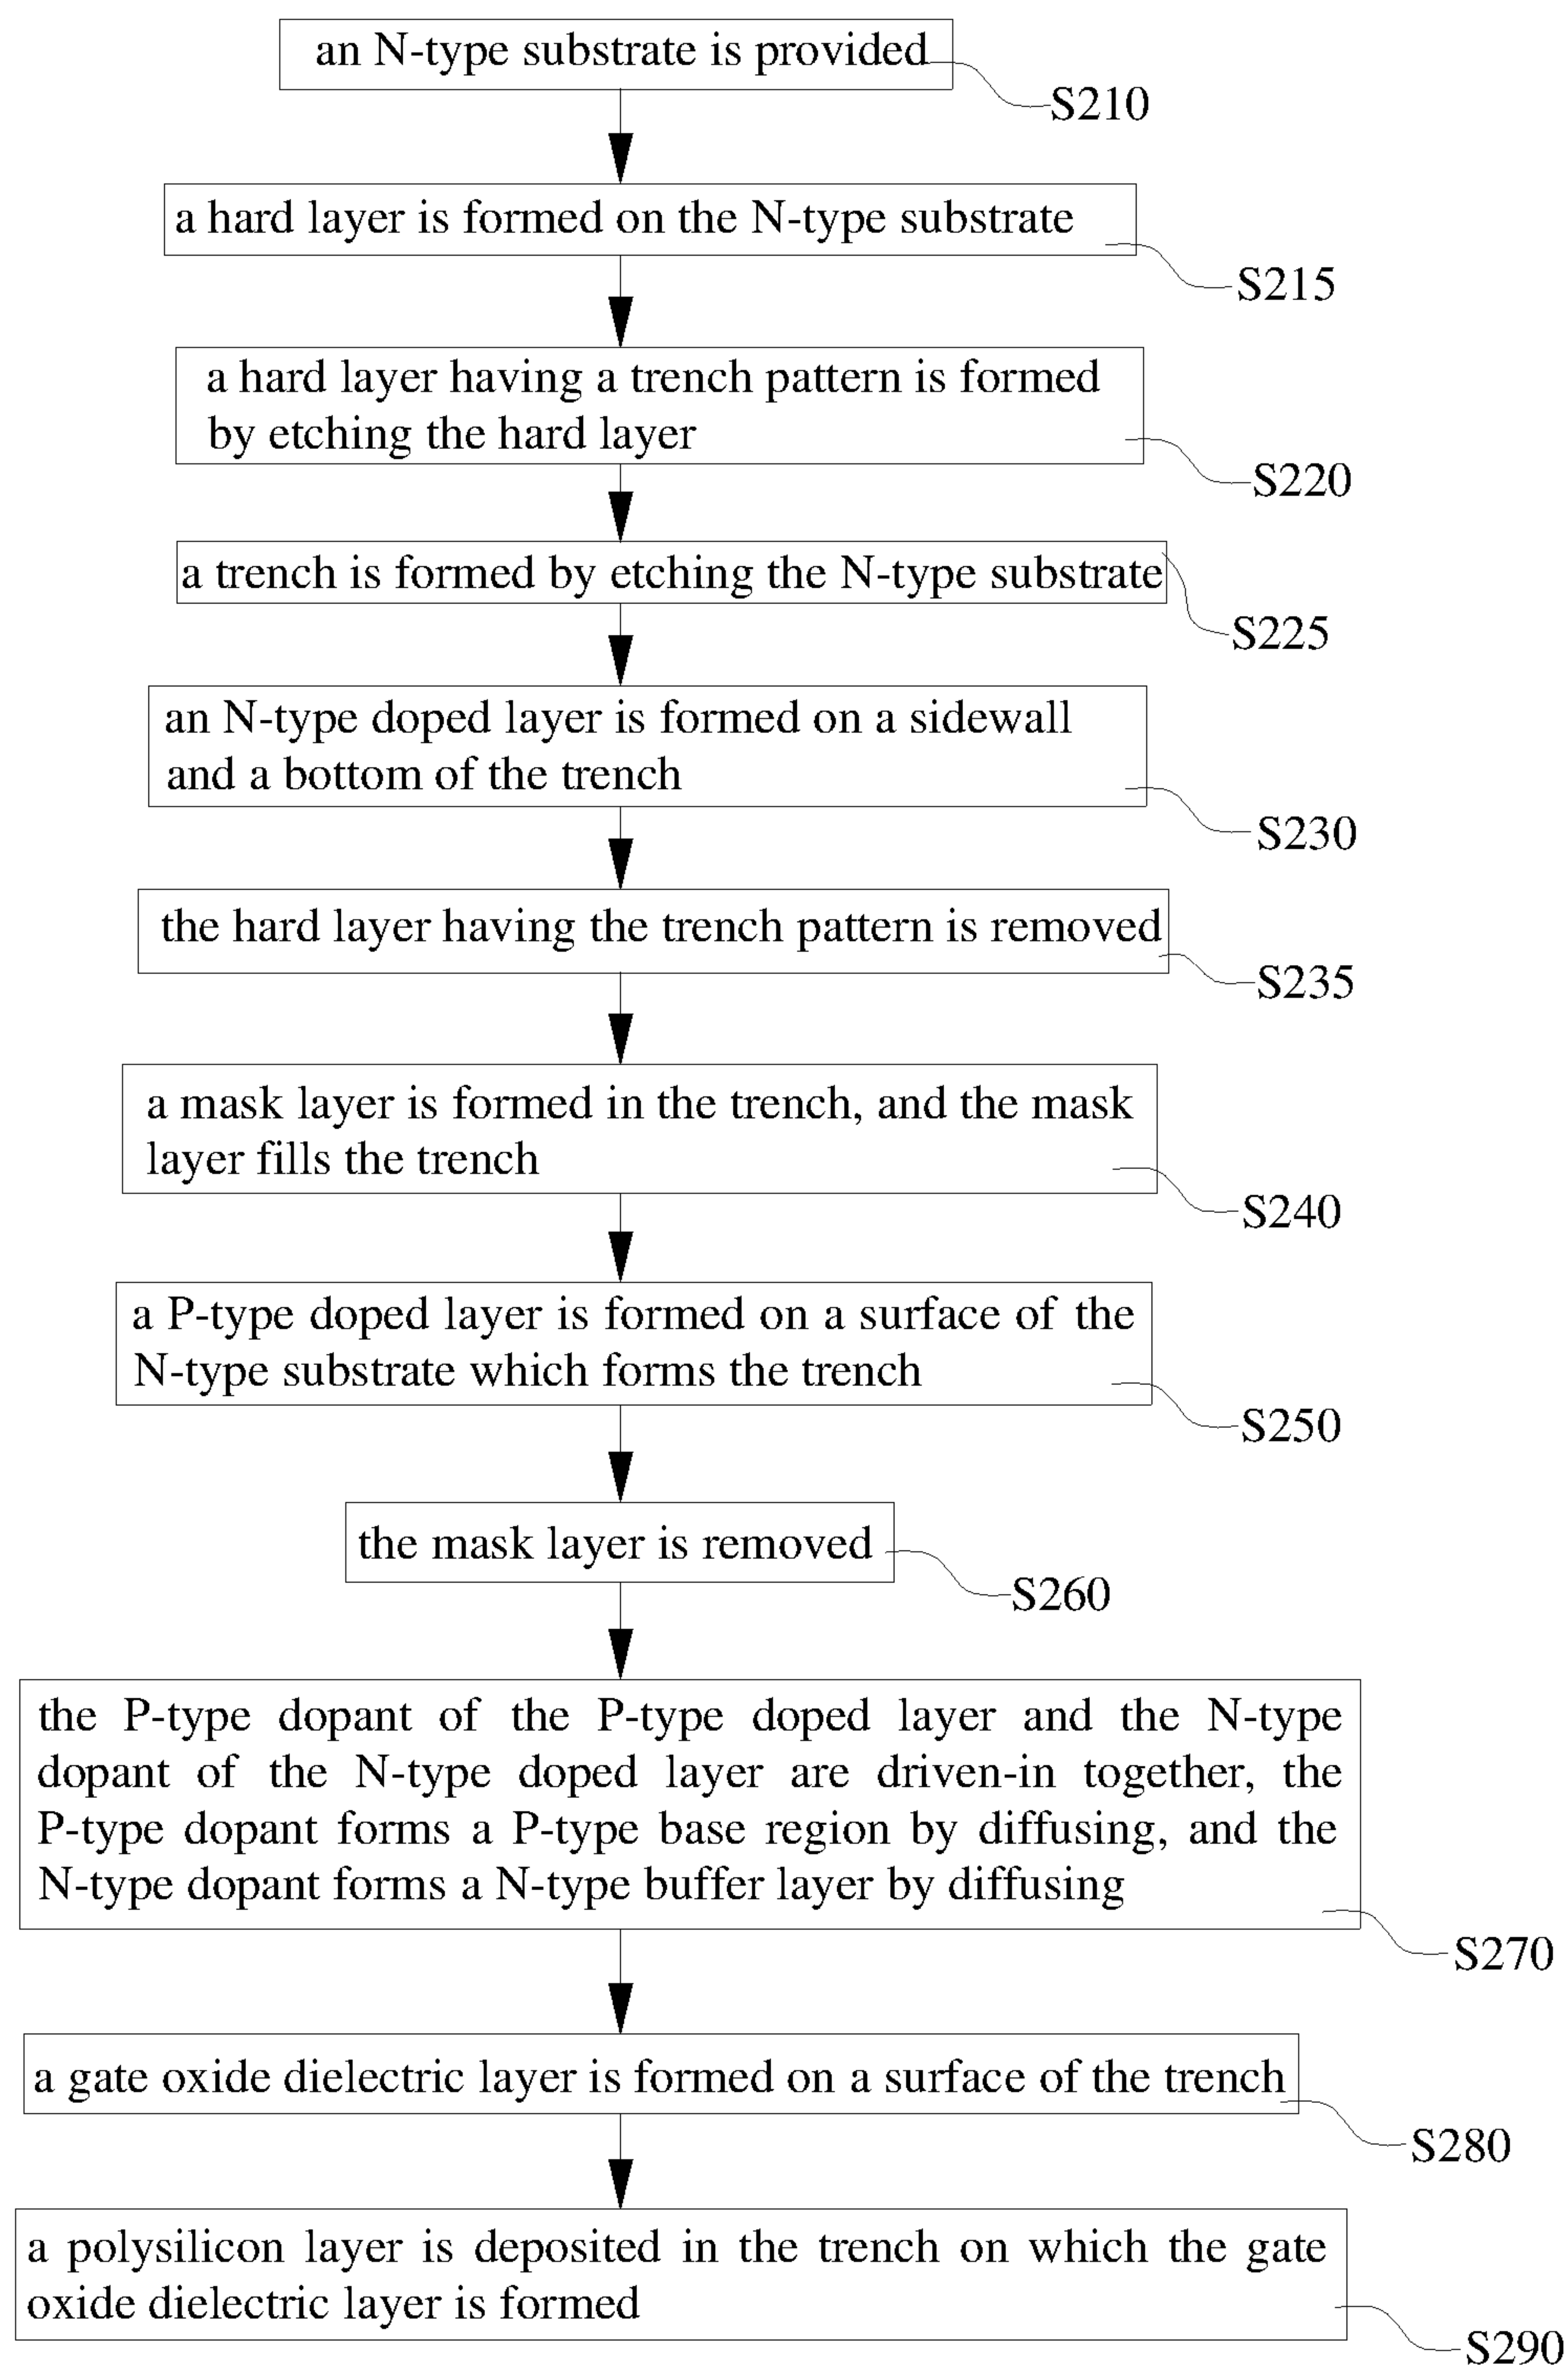 an N-type substrate is provided
S210
a hard layer is formed on the N-type substrate
S215
a hard layer having a trench pattern is formed
by etching the hard layer
S220
a trench is formed by etching the N-type substrate
S225
an N-type doped layer is formed on a sidewall
and a bottom of the trench
S230
the hard layer having the trench pattern is removed
S235
a mask layer is formed in the trench, and the mask
layer fills the trench
S240
a P-type doped layer is formed on a surface of the
N-type substrate which forms the trench
S250
the mask layer is removed
S260
the P-type dopant of the P-type doped layer and the N-type
dopant of the N-type doped layer are driven-in together, the
P-type dopant forms a P-type base region by diffusing, and the
N-type dopant forms a N-type buffer layer by diffusing
S270
a gate oxide dielectric layer is formed on a surface of the trench
S280
a polysilicon layer is deposited in the trench on which the gate
oxide dielectric layer is formed
S290